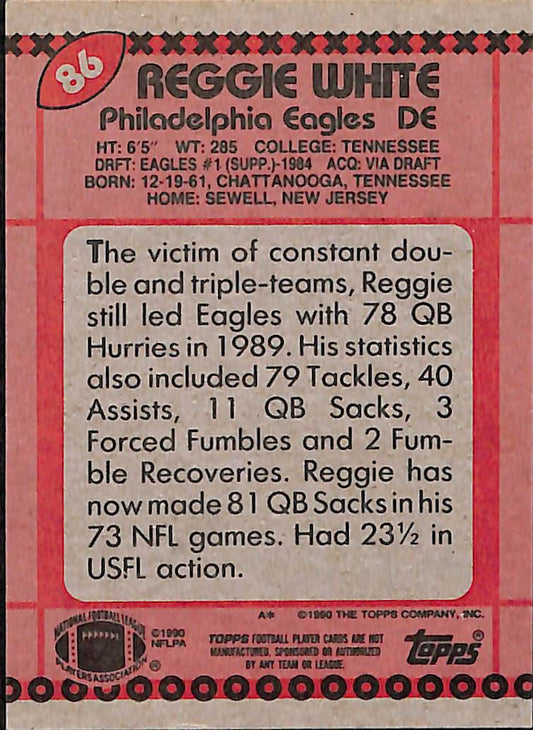 86
REGGIE WHITE
Philadelphia Eagles DE
HT: 6'5" WT: 285 COLLEGE: TENNESSEE
DRFT: EAGLES #1 (SUPP.)-1984 ACQ: VIA DRAFT
BORN: 12-19-61, CHATTANOOGA, TENNESSEE
HOME: SEWELL, NEW JERSEY
The victim of constant dou-
ble and triple-teams, Reggie
still led Eagles with 78 QB
Hurries in 1989. His statistics
also included 79 Tackles, 40
Assists, 11 QB Sacks, 3
Forced Fumbles and 2 Fum-
ble Recoveries. Reggie has
now made 81 QB Sacks in his
73 NFL games. Had 23½ in
USFL action.
A* ©1990 THE TOPPS COMPANY, INC.
NATIONAL FOOTBALL LEAGUE
PLAYERS ASSOCIATION ®
©1990
NFLPA
TOPPS FOOTBALL PLAYER CARDS ARE NOT
MANUFACTURED, SPONSORED OR AUTHORIZED
BY ANY TEAM OR LEAGUE.
topps®